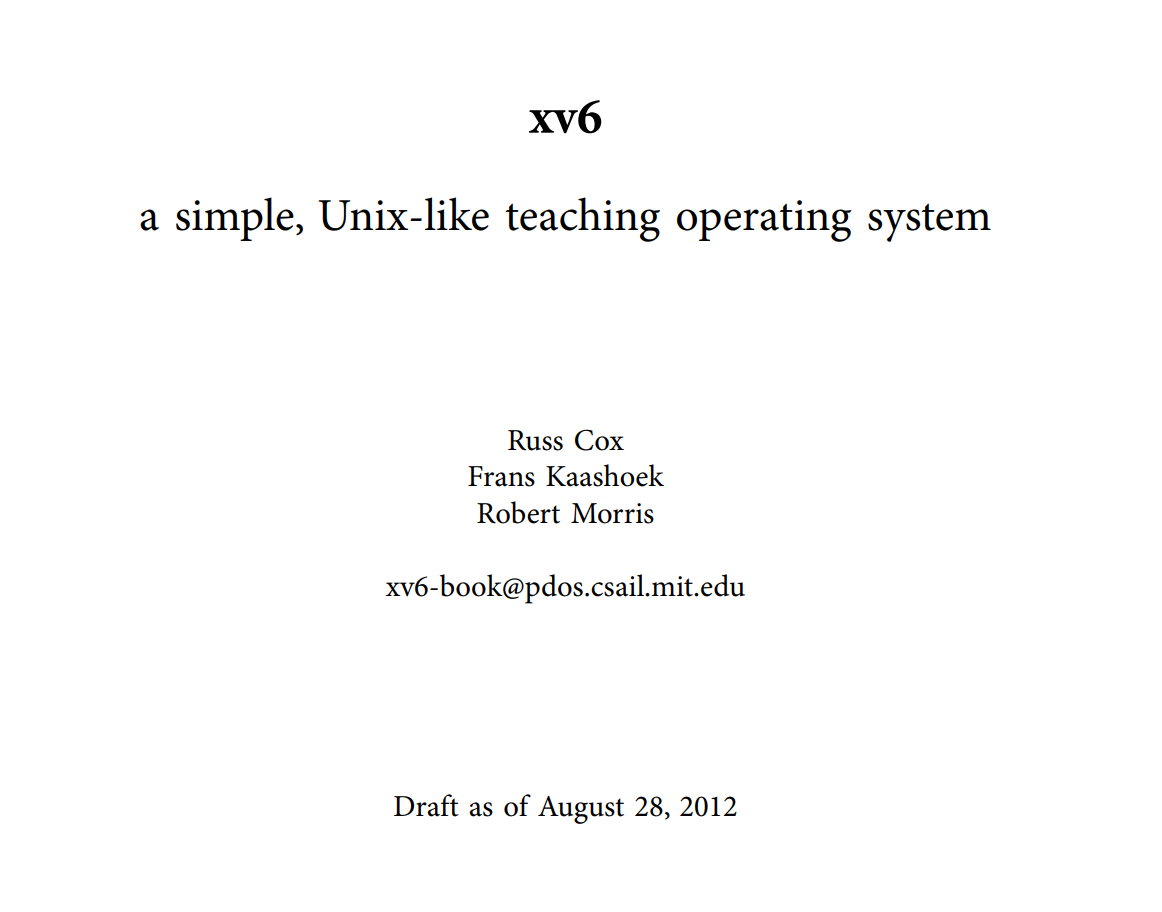 xv6
a simple, Unix-like teaching operating system
Russ Cox
Frans Kaashoek
Robert Morris
xv6-book@pdos.csail.mit.edu
Draft as of August 28, 2012